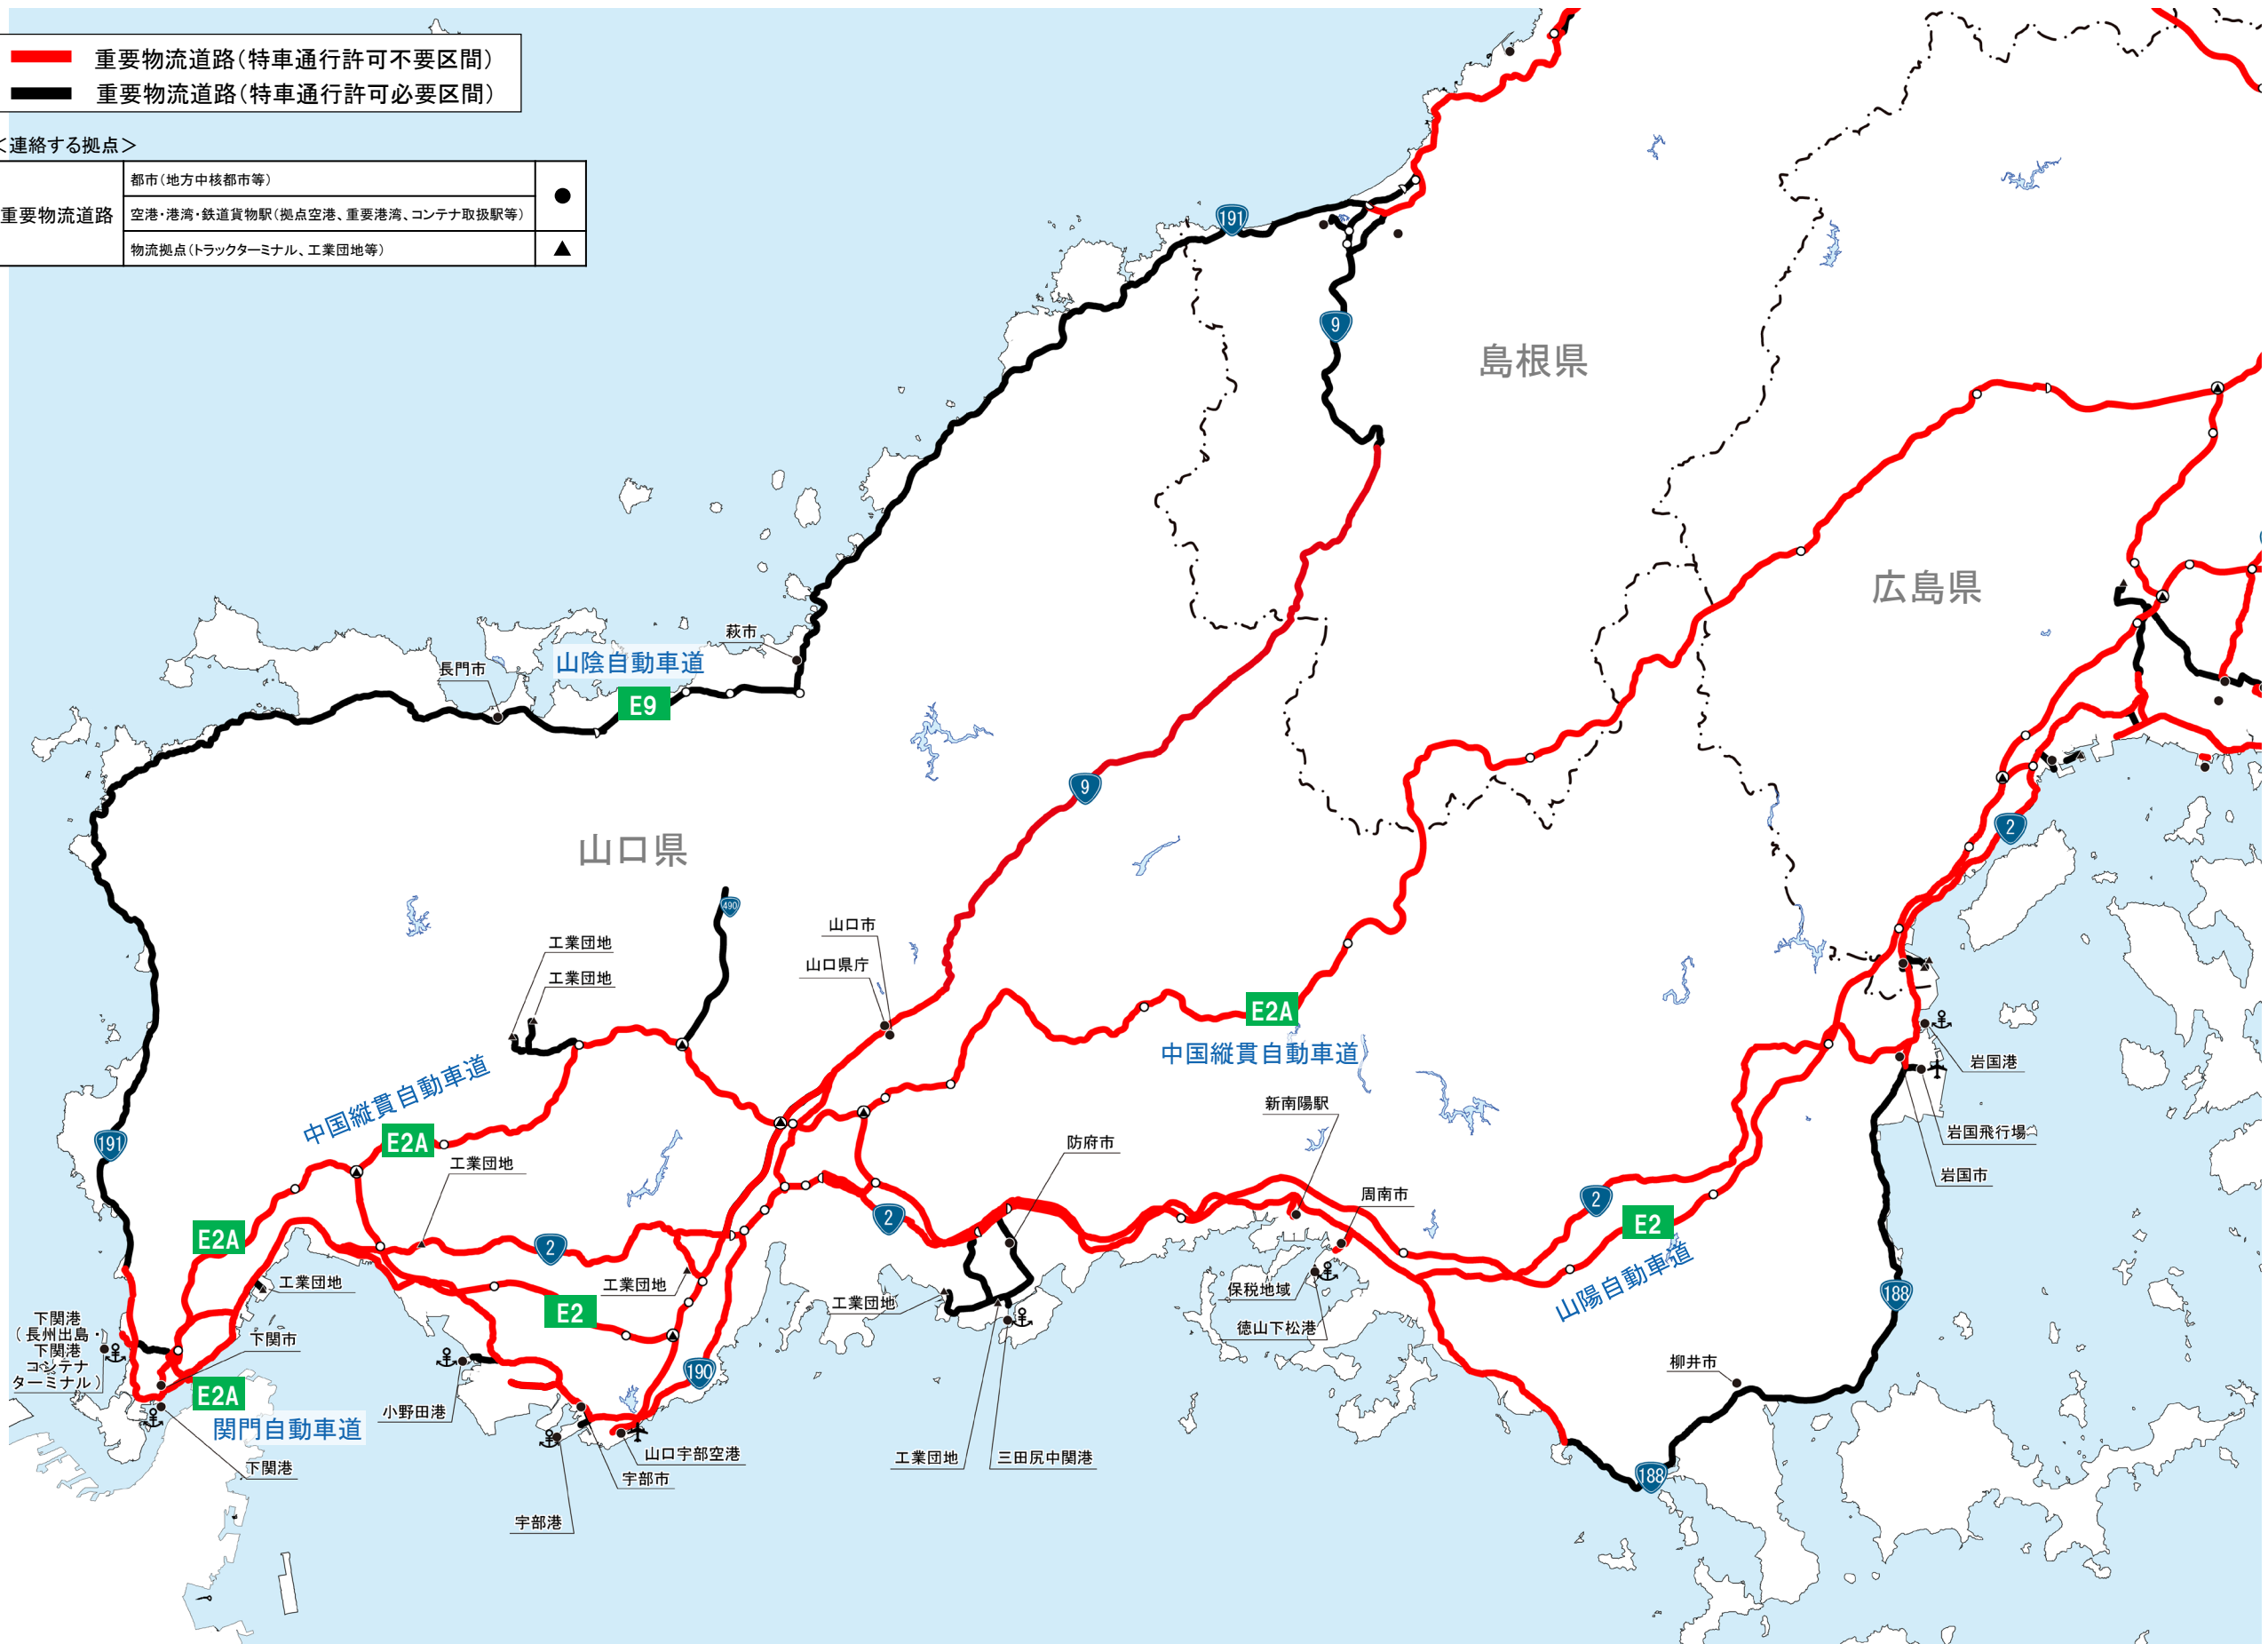 重要物流道路(特車通行許可不要区間)
重要物流道路(特車通行許可必要区間)
<連絡する拠点>
重要物流道路
都市(地方中核都市等)
●
空港・港湾・鉄道貨物駅(拠点空港、重要港湾、コンテナ取扱駅等)
物流拠点(トラックターミナル、工業団地等)
▲
191
9
島根県
広島県
萩市
山陰自動車道
長門市
E9
9
2
山口県
490
山口市
工業団地
山口県庁
工業団地
E2A
中国縦貫自動車道
岩国港
中国縦貫自動車道
新南陽駅
岩国飛行場
防府市
191
E2A
工業団地
岩国市
周南市
2
2
E2
E2A
2
山陽自動車道
工業団地
工業団地
保税地域
188
E2
工業団地
徳山下松港
下関港
(長州出島・
下関港
コンテナ
ターミナル)
下関市
190
柳井市
E2A
小野田港
関門自動車道
山口宇部空港
工業団地
三田尻中関港
下関港
宇部市
188
宇部港